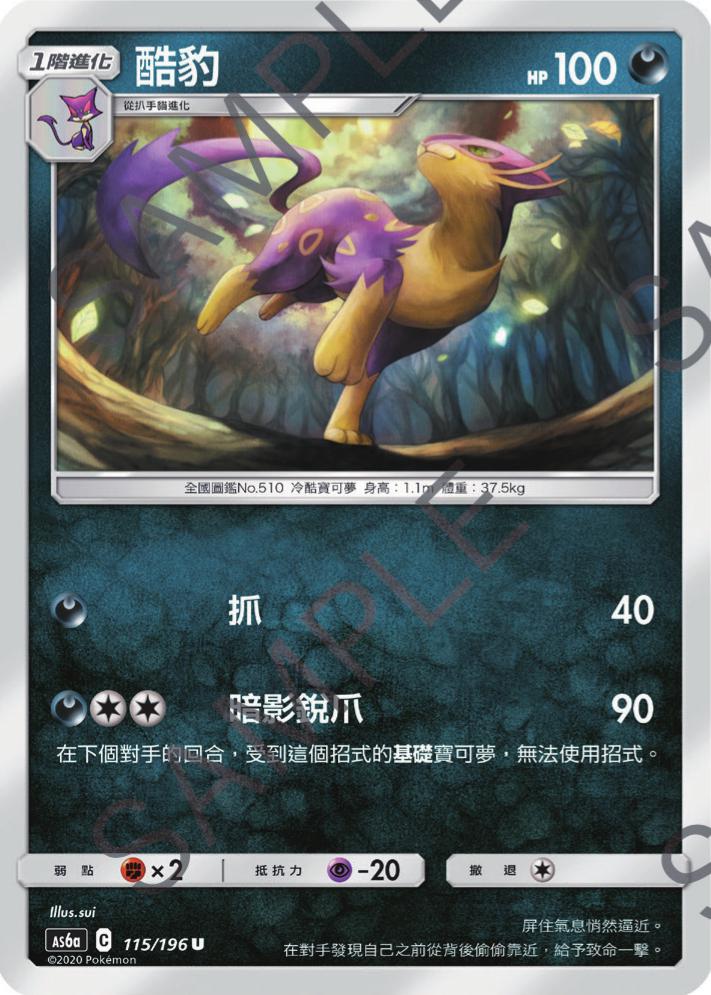 1階進化
酷豹
HP 100
從扒手貓進化
全國圖鑑No.510 冷酷寶可夢 身高：1.1m 體重：37.5kg
抓 40
暗影銳爪 90
在下個對手的回合，受到這個招式的基礎寶可夢，無法使用招式。
弱點 ×2 抵抗力 -20 撤退
Illus.sui
屏住氣息悄然逼近。
AS6a C 115/196 U
在對手發現自己之前從背後偷偷靠近，給予致命一擊。
©2020 Pokémon
SAMPLE
SAMPLE
SA
S